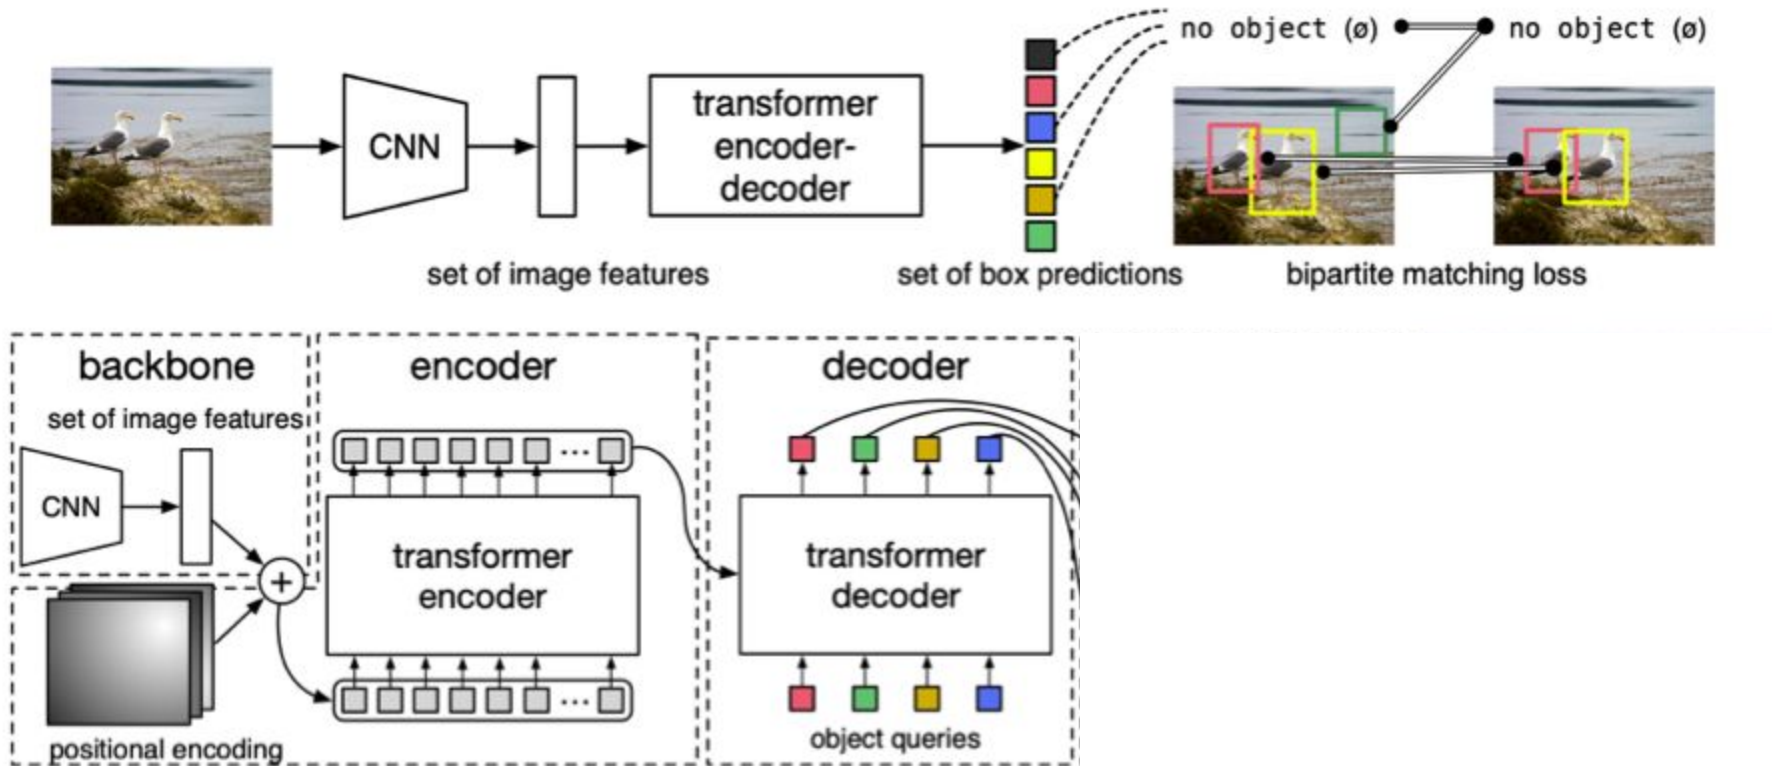 no object (ø)
no object (ø)
CNN
transformer
encoder-
decoder
set of image features
set of box predictions
bipartite matching loss
backbone
encoder
decoder
set of image features
CNN
+
transformer
encoder
transformer
decoder
...
...
positional encoding
object queries